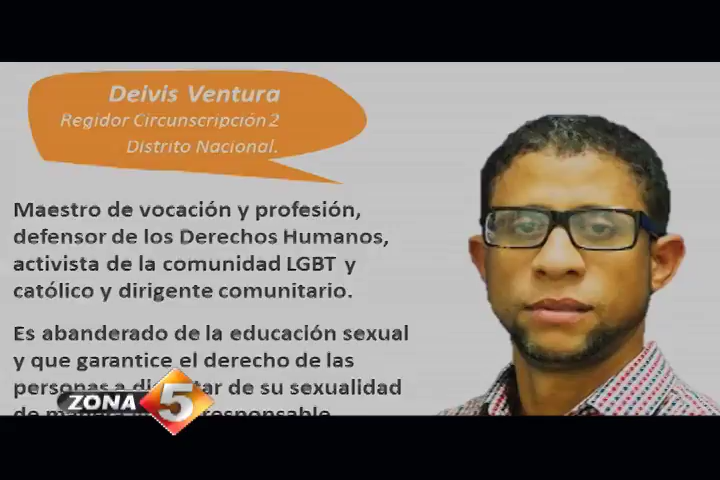 Deivis Ventura
Regidor Circunscripción 2
Distrito Nacional.
Maestro de vocación y profesión,
defensor de los Derechos Humanos,
activista de la comunidad LGBT y
católico y dirigente comunitario.
Es abanderado de la educación sexual
y que garantice el derecho de las
personas a de su sexualidad
de responsable
ZONA 5